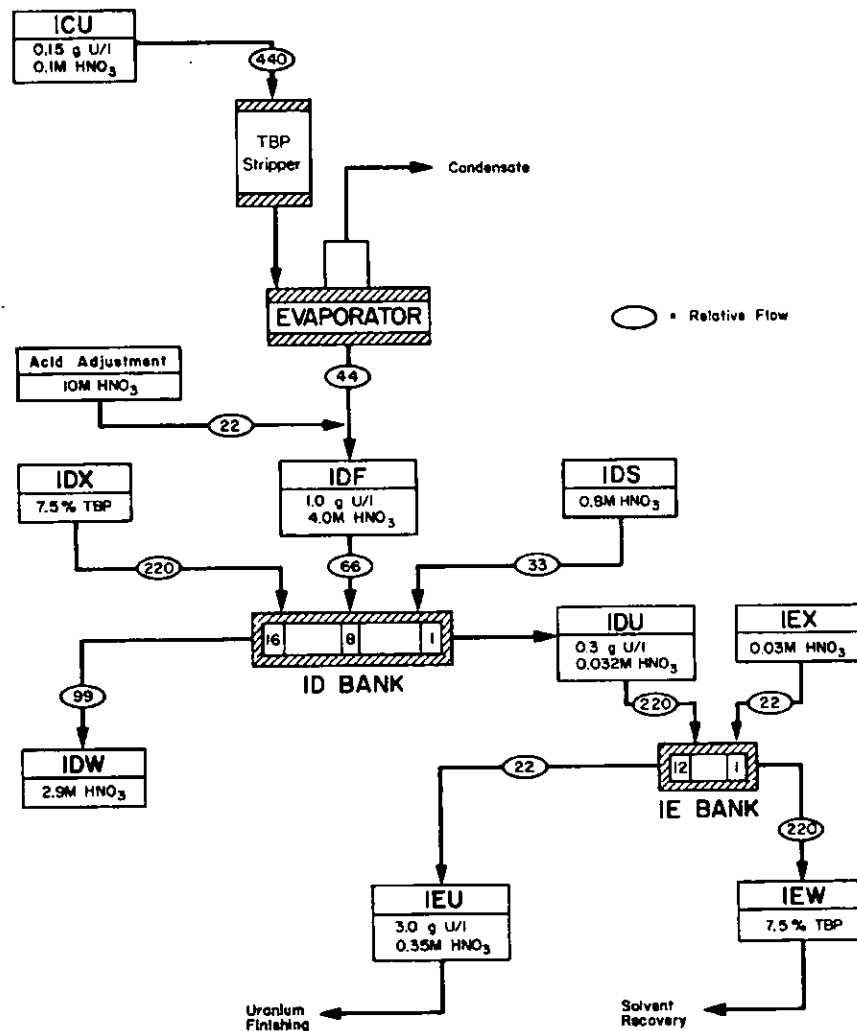 ICU
0.15 g U/l
0.1M HNO3
440
TBP
Stripper
Condensate
EVAPORATOR
= Relative Flow
Acid Adjustment
10M HNO3
44
22
IDX
7.5% TBP
IDF
1.0 g U/l
4.0M HNO3
IDS
0.8M HNO3
220
66
33
16 8 1
ID BANK
IDU
0.3 g U/l
0.032M HNO3
IEX
0.03M HNO3
99
220
22
IDW
2.9M HNO3
22
12 1
IE BANK
220
IEU
3.0 g U/l
0.35M HNO3
IEW
7.5% TBP
Uranium
Finishing
Solvent
Recovery